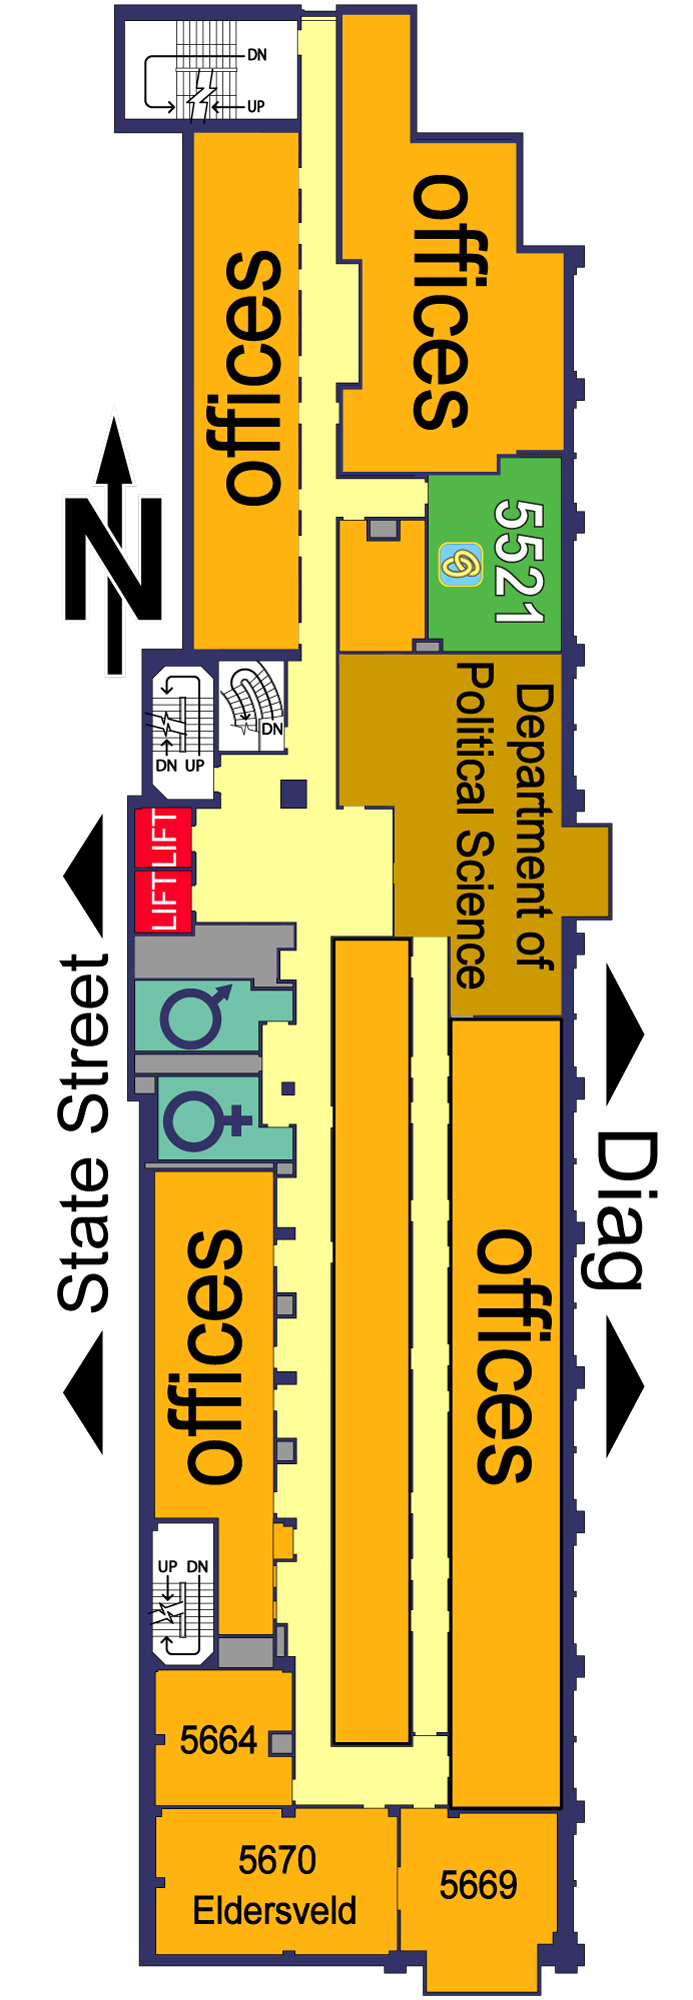 DN
UP
offices
offices
N
5521
DN
DN UP
Department of
Political Science
LIFT
LIFT
State Street
Diag
offices
offices
UP DN
5664
5670
Eldersveld
5669